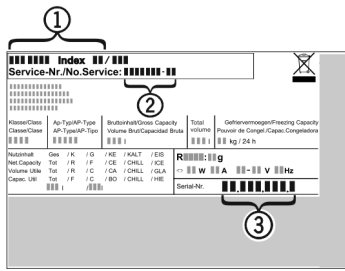 1
Index /
Service-Nr./No.Service: -
2
Klasse/Class Ap-Typ/AP-Type Bruttoinhalt/Gross Capacity Total Gefriervermoegen/Freezing Capacity
Classe/Clase AP-Type/AP-Tipo Volume Brut/Capacidad Bruta volume Pouvoir de Congel./Capac.Congeladora
l l kg / 24 h
Nutzinhalt Ges / K / G / KE / KALT / EIS
Net Capacity Tot / R / F / CE / CHILL / ICE
Volume Utile Tot / R / C / CA / CHILL / GLA
Capac. Util Tot / F / C / BO / CHILL / HIE
l / l
R : g
W A - V Hz
Serial-Nr. . . .
3